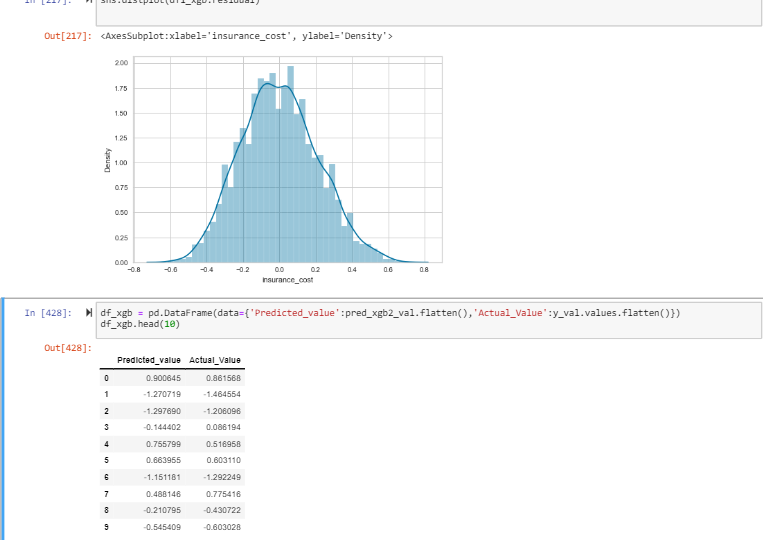 In [217]: sns.distplot(df1_xgb.residual)
Out[217]: <AxesSubplot:xlabel='insurance_cost', ylabel='Density'>
2.00
1.75
1.50
1.25
1.00
0.75
0.50
0.25
0.00
Density
−0.8 −0.6 −0.4 −0.2 0.0 0.2 0.4 0.6 0.8
insurance_cost
In [428]: df_xgb = pd.DataFrame(data={'Predicted_value':pred_xgb2_val.flatten(),'Actual_Value':y_val.values.flatten()})
df_xgb.head(10)
Out[428]:
Predicted_value Actual_Value
0 0.900645 0.861568
1 -1.270719 -1.464554
2 -1.297690 -1.206096
3 -0.144402 0.086194
4 0.755799 0.516958
5 0.663955 0.603110
6 -1.151181 -1.292249
7 0.488146 0.775416
8 -0.210795 -0.430722
9 -0.545409 -0.603028